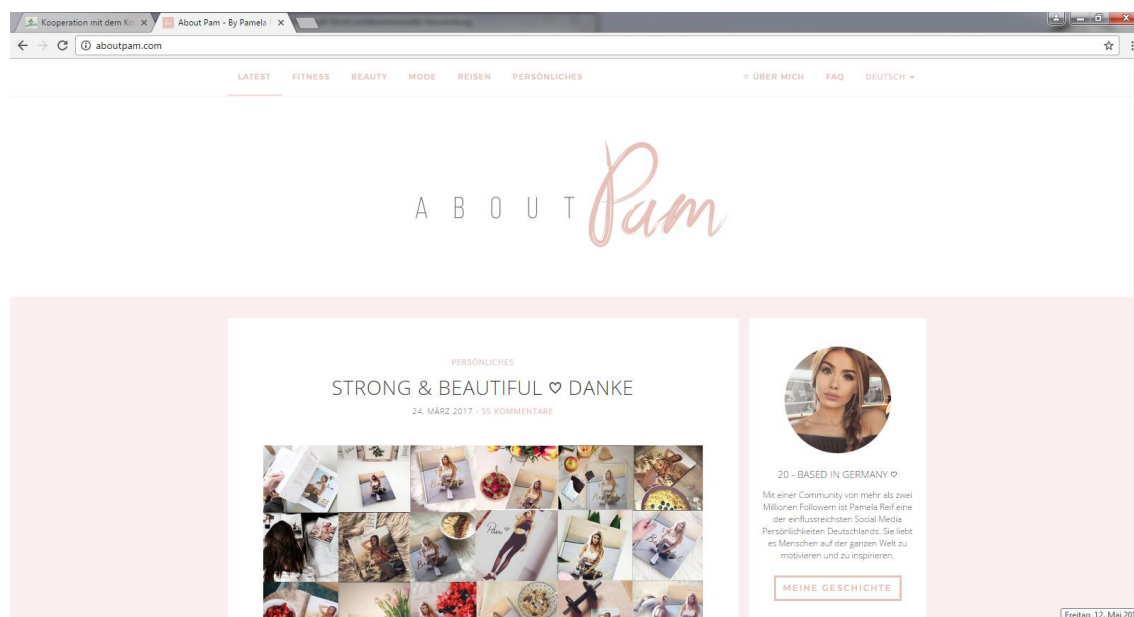 Kooperation mit dem Kn
About Pam - By Pamela
aboutpam.com
LATEST FITNESS BEAUTY MODE REISEN PERSÖNLICHES ♡ ÜBER MICH FAQ DEUTSCH
ABOUT Pam
PERSÖNLICHES
STRONG & BEAUTIFUL ♡ DANKE
24. MÄRZ 2017 - 55 KOMMENTARE
20 - BASED IN GERMANY ♡
Mit einer Community von mehr als zwei
Millionen Followern ist Pamela Reif eine
der einflussreichsten Social Media
Persönlichkeiten Deutschlands. Sie liebt
es Menschen auf der ganzen Welt zu
motivieren und zu inspirieren.
MEINE GESCHICHTE
Freitag, 12. Mai 201